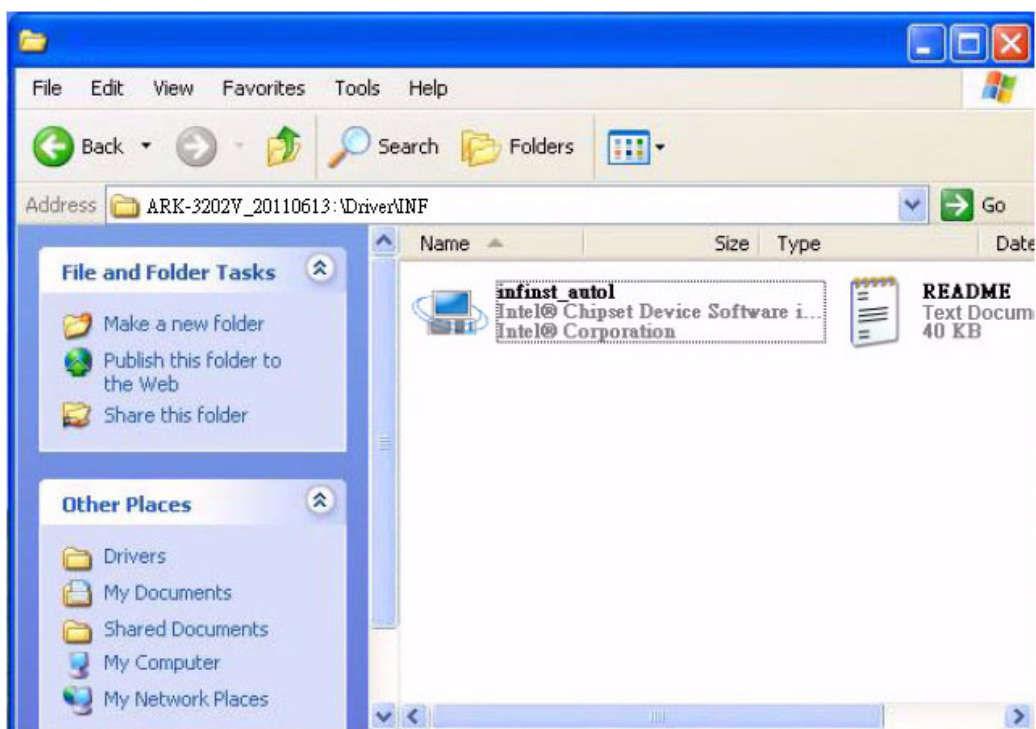 File Edit View Favorites Tools Help
Back Search Folders
Address ARK-3202V_20110613:\Driver\INF Go
Name Size Type Date
File and Folder Tasks
Make a new folder
Publish this folder to
the Web
Share this folder
Other Places
Drivers
My Documents
Shared Documents
My Computer
My Network Places
infinst_autol
Intel® Chipset Device Software i...
Intel® Corporation
README
Text Docum
40 KB